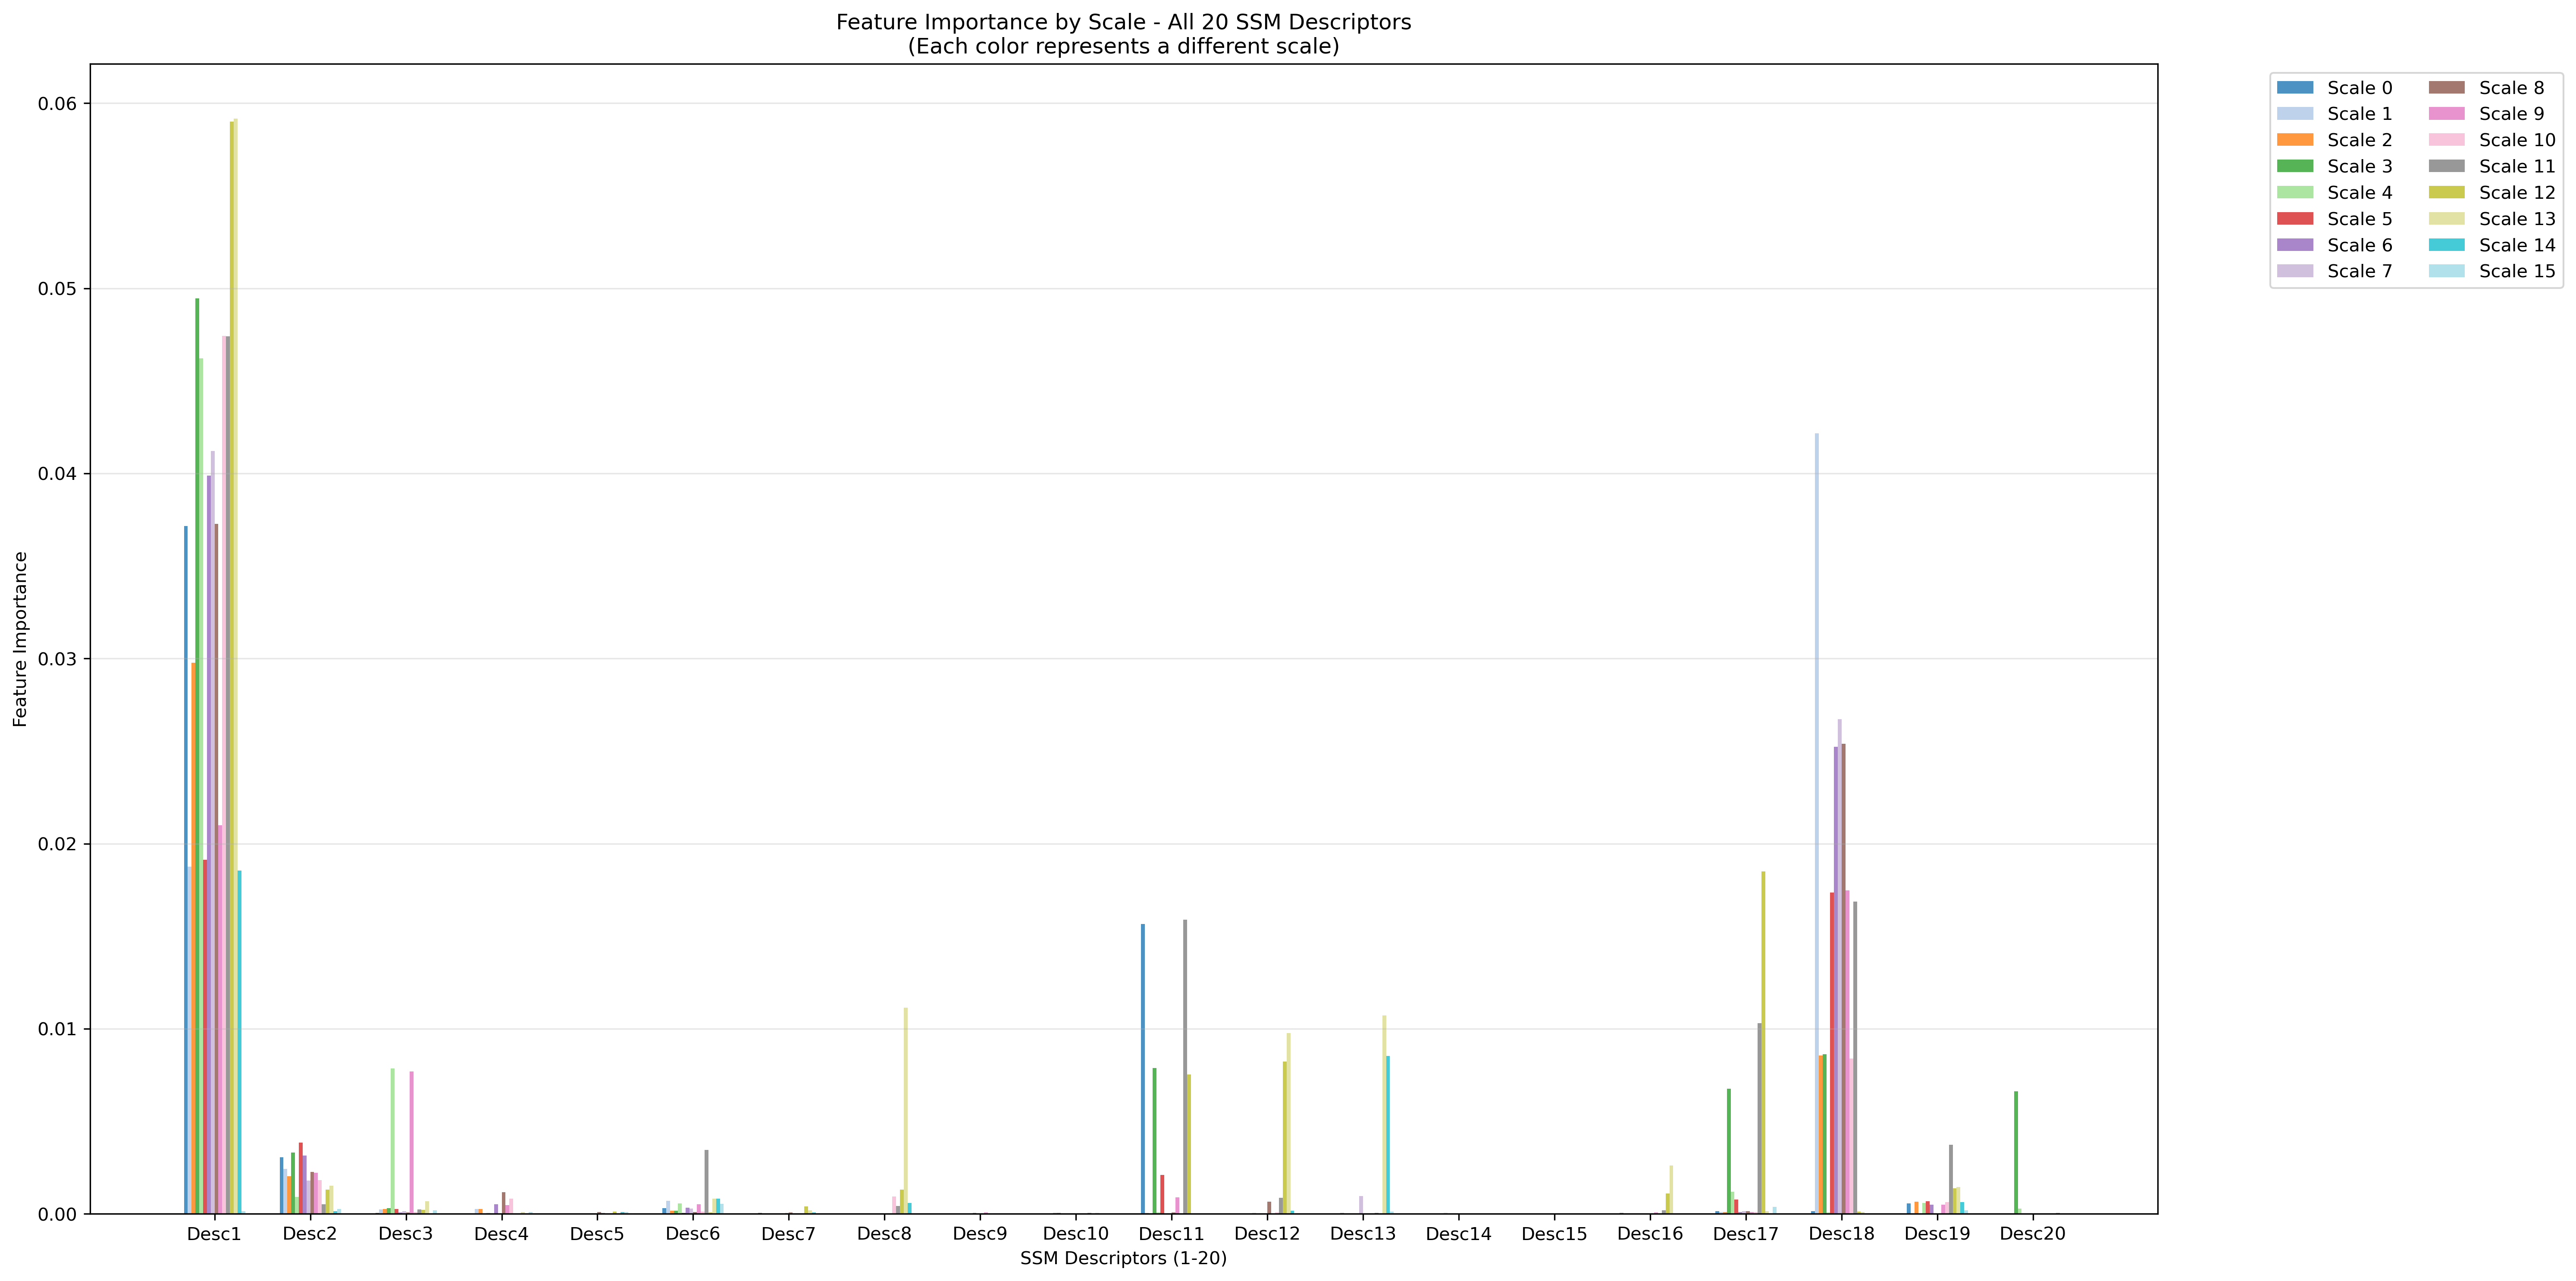 Feature Importance by Scale - All 20 SSM Descriptors
(Each color represents a different scale)
Feature Importance
0.06
0.05
0.04
0.03
0.02
0.01
0.00
Desc1 Desc2 Desc3 Desc4 Desc5 Desc6 Desc7 Desc8 Desc9 Desc10 Desc11 Desc12 Desc13 Desc14 Desc15 Desc16 Desc17 Desc18 Desc19 Desc20
SSM Descriptors (1-20)
Scale 0
Scale 1
Scale 2
Scale 3
Scale 4
Scale 5
Scale 6
Scale 7
Scale 8
Scale 9
Scale 10
Scale 11
Scale 12
Scale 13
Scale 14
Scale 15